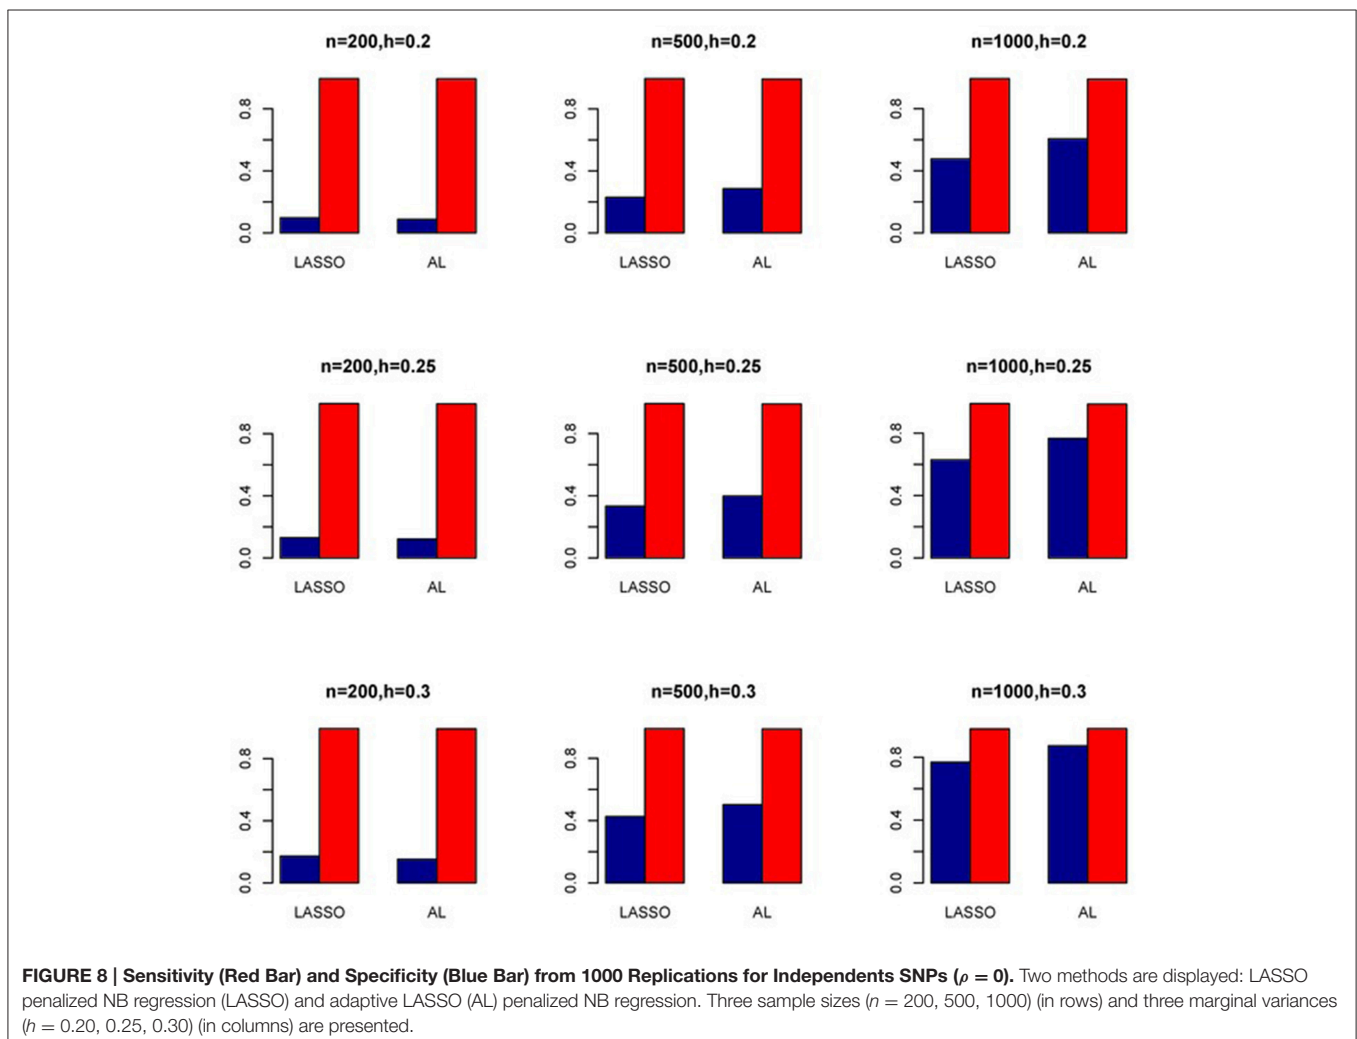 n=200,h=0.2
n=500,h=0.2
n=1000,h=0.2
0.8
0.4
0.0
LASSO
AL
0.8
0.4
0.0
LASSO
AL
0.8
0.4
0.0
LASSO
AL
n=200,h=0.25
n=500,h=0.25
n=1000,h=0.25
0.8
0.4
0.0
LASSO
AL
0.8
0.4
0.0
LASSO
AL
0.8
0.4
0.0
LASSO
AL
n=200,h=0.3
n=500,h=0.3
n=1000,h=0.3
0.8
0.4
0.0
LASSO
AL
0.8
0.4
0.0
LASSO
AL
0.8
0.4
0.0
LASSO
AL
FIGURE 8 | Sensitivity (Red Bar) and Specificity (Blue Bar) from 1000 Replications for Independents SNPs (ρ = 0). Two methods are displayed: LASSO
penalized NB regression (LASSO) and adaptive LASSO (AL) penalized NB regression. Three sample sizes (n = 200, 500, 1000) (in rows) and three marginal variances
(h = 0.20, 0.25, 0.30) (in columns) are presented.